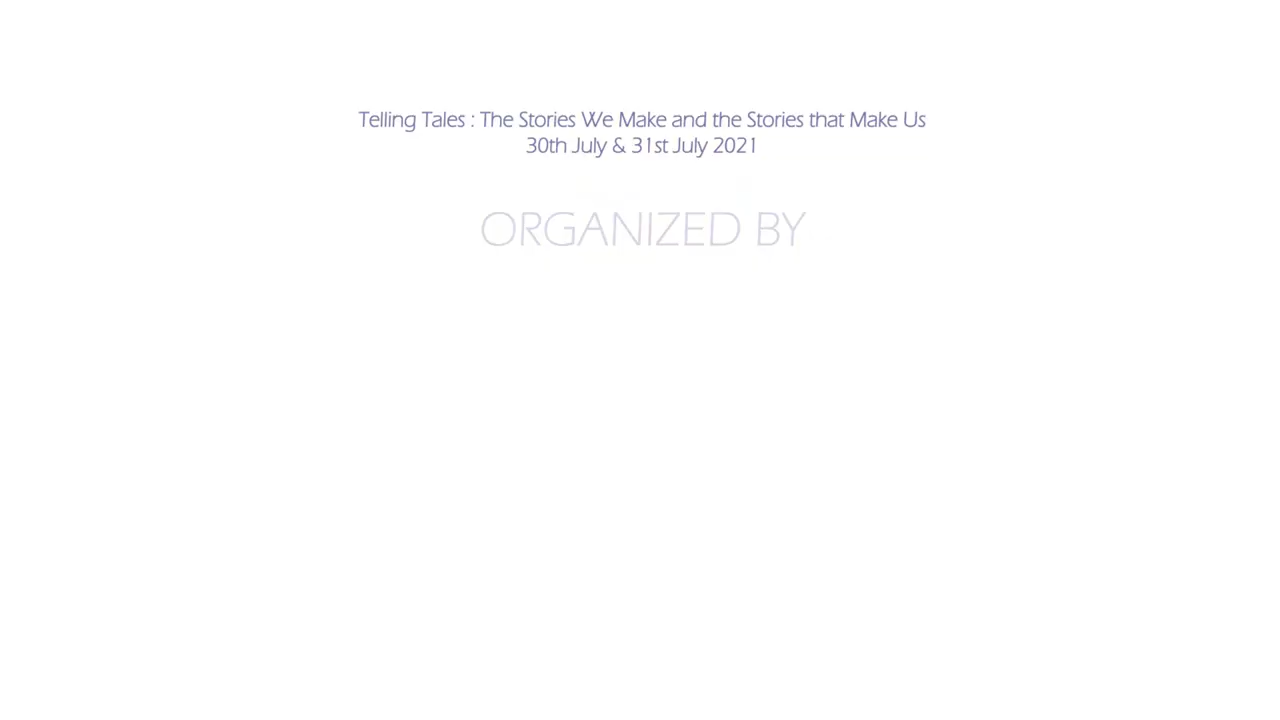 Telling Tales : The Stories We Make and the Stories that Make Us
30th July & 31st July 2021
ORGANIZED BY